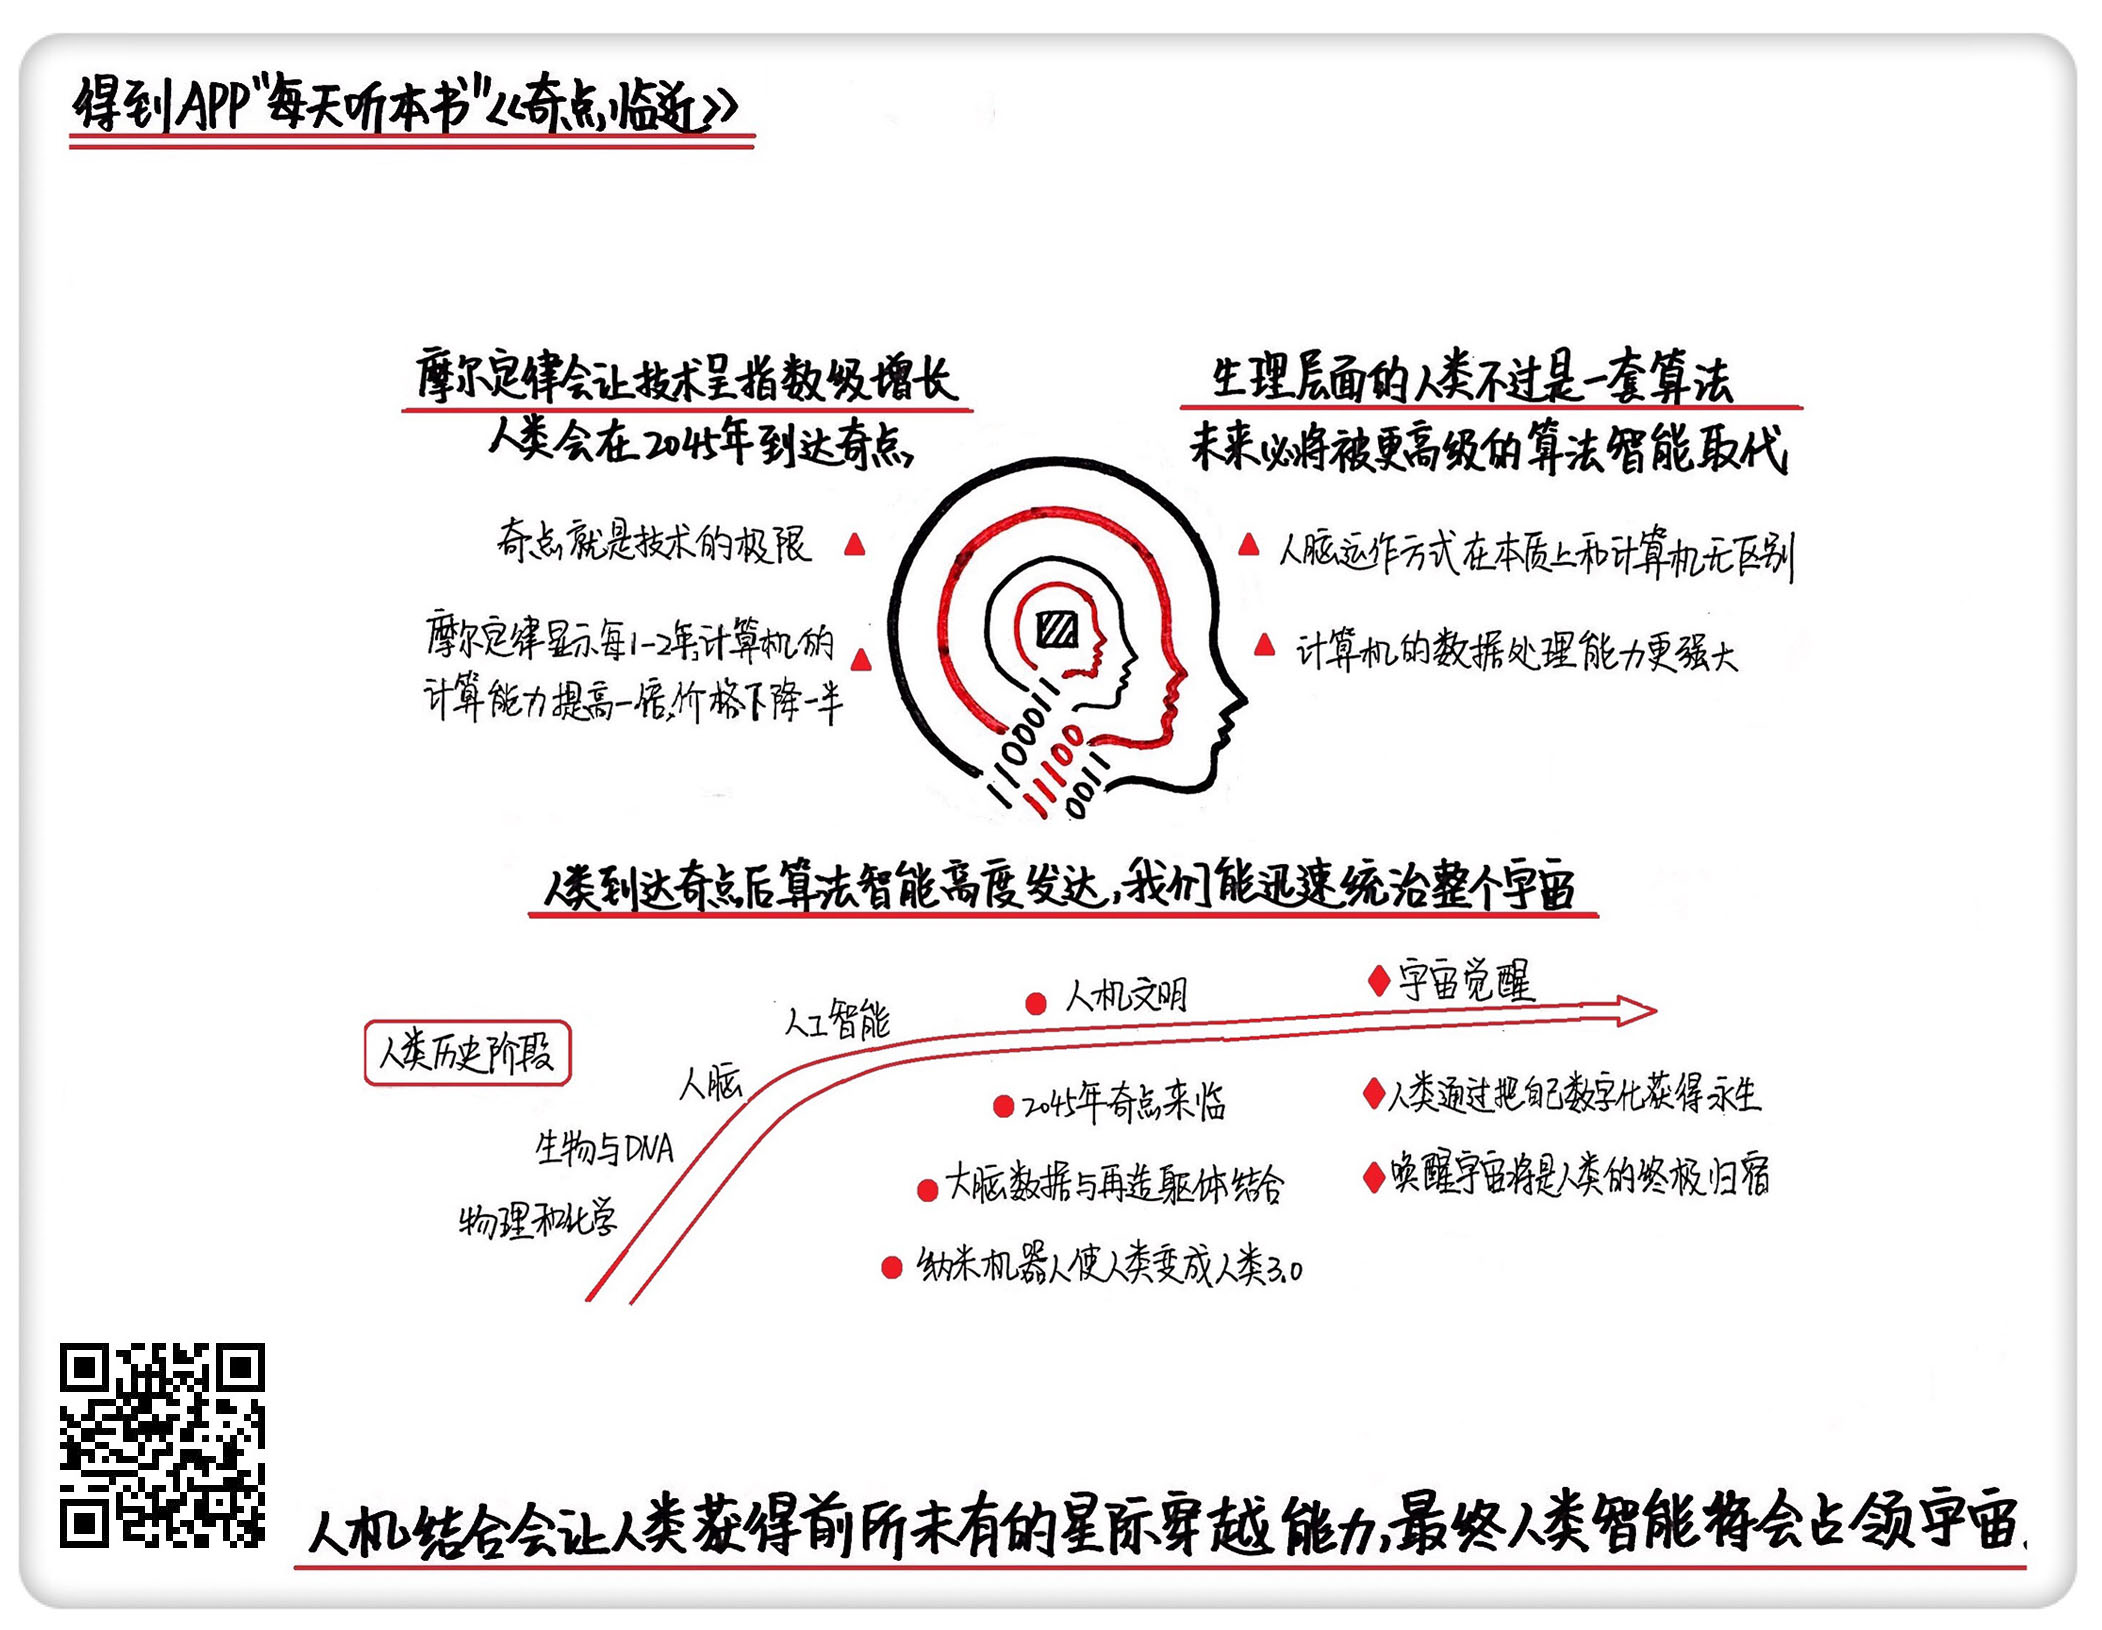 得到APP"每天听本书"《奇点临近》
摩尔定律会让技术呈指数级增长
人类会在2045年到达奇点
奇点就是技术的极限
摩尔定律显示每1-2年,计算机的
计算能力提高一倍,价格下降一半
生理层面的人类不过是一套算法
未来必将被更高级的算法智能取代
人脑运作方式在本质上和计算机无区别
计算机的数据处理能力更强大
1100011
11100
0011
人类到达奇点后算法智能高度发达,我们能迅速统治整个宇宙
人类历史阶段
物理和化学
生物与DNA
人脑
人工智能
人机文明
2045年奇点来临
大脑数据与再造躯体结合
纳米机器人使人类变成人类3.0
宇宙觉醒
人类通过把自己数字化获得永生
唤醒宇宙将是人类的终极归宿
人机结合会让人类获得前所未有的星际穿越能力,最终人类智能将会占领宇宙.